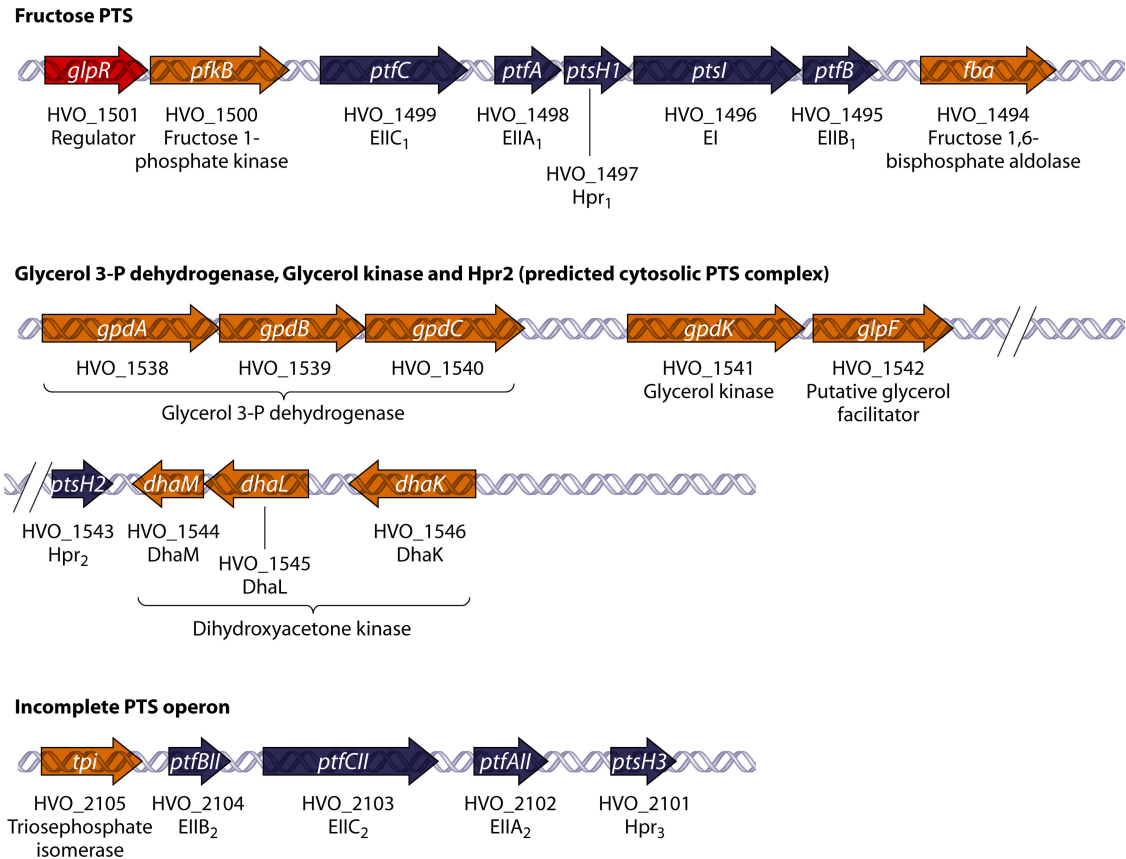 Fructose PTS
glpR pfkB ptfC ptfA ptsH1 ptsI ptfB fba
HVO_1501 HVO_1500 HVO_1499 HVO_1498 HVO_1496 HVO_1495 HVO_1494
Regulator Fructose 1- EIIC1 EIIA1 EI EIIB1 Fructose 1,6-
phosphate kinase bisphosphate aldolase
HVO_1497
Hpr1
Glycerol 3-P dehydrogenase, Glycerol kinase and Hpr2 (predicted cytosolic PTS complex)
gpdA gpdB gpdC gpdK glpF
HVO_1538 HVO_1539 HVO_1540 HVO_1541 HVO_1542
Glycerol kinase Putative glycerol
Glycerol 3-P dehydrogenase facilitator
ptsH2 dhaM dhaL dhaK
HVO_1543 HVO_1544 HVO_1546
Hpr2 DhaM DhaK
HVO_1545
DhaL
Dihydroxyacetone kinase
Incomplete PTS operon
tpi ptfBII ptfCII ptfAII ptsH3
HVO_2105 HVO_2104 HVO_2103 HVO_2102 HVO_2101
Triosephosphate EIIB2 EIIC2 EIIA2 Hpr3
isomerase